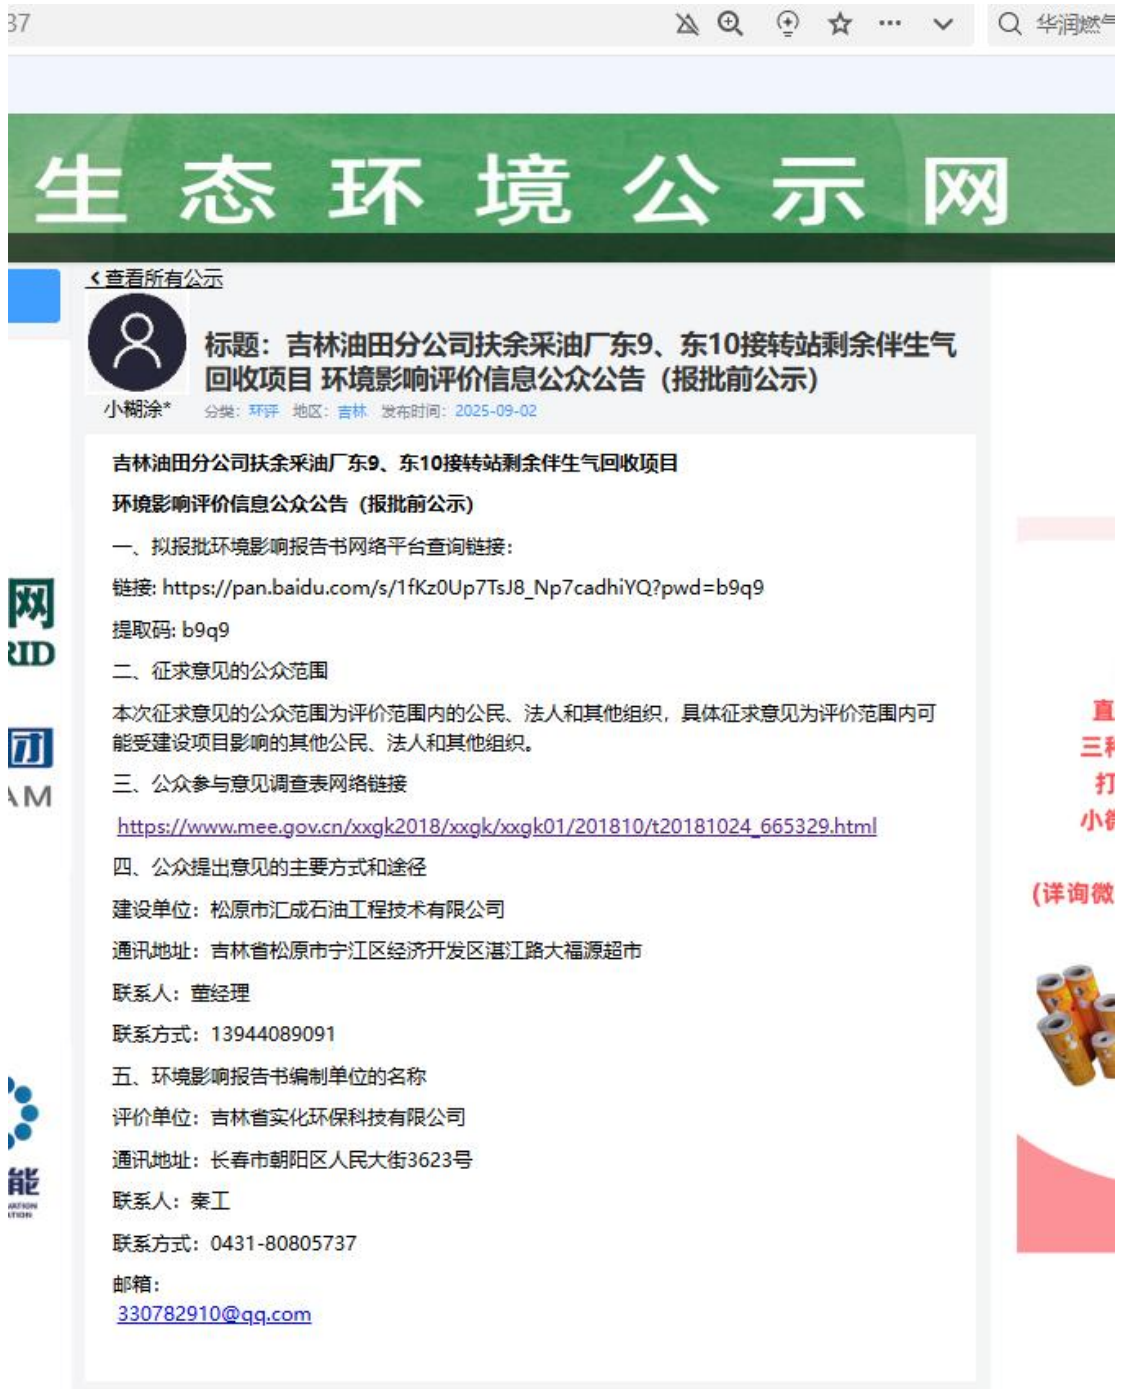 37
华润燃气
生态环境公示网
查看所有公示
标题：吉林油田分公司扶余采油厂东9、东10接转站剩余伴生气
回收项目 环境影响评价信息公众公告（报批前公示）
小糊涂*
分类：环评 地区：吉林 发布时间：2025-09-02
吉林油田分公司扶余采油厂东9、东10接转站剩余伴生气回收项目
环境影响评价信息公众公告（报批前公示）
一、拟报批环境影响报告书网络平台查询链接：
链接: https://pan.baidu.com/s/1fKz0Up7TsJ8_Np7cadhiYQ?pwd=b9q9
提取码: b9q9
二、征求意见的公众范围
本次征求意见的公众范围为评价范围内的公民、法人和其他组织，具体征求意见为评价范围内可
能受建设项目影响的其他公民、法人和其他组织。
三、公众参与意见调查表网络链接
https://www.mee.gov.cn/xxgk2018/xxgk/xxgk01/201810/t20181024_665329.html
四、公众提出意见的主要方式和途径
建设单位：松原市汇成石油工程技术有限公司
通讯地址：吉林省松原市宁江区经济开发区湛江路大福源超市
联系人：董经理
联系方式：13944089091
五、环境影响报告书编制单位的名称
评价单位：吉林省实化环保科技有限公司
通讯地址：长春市朝阳区人民大街3623号
联系人：秦工
联系方式：0431-80805737
邮箱：
330782910@qq.com
网
RID
团
AM
能
直
三种
打
小微
(详询微